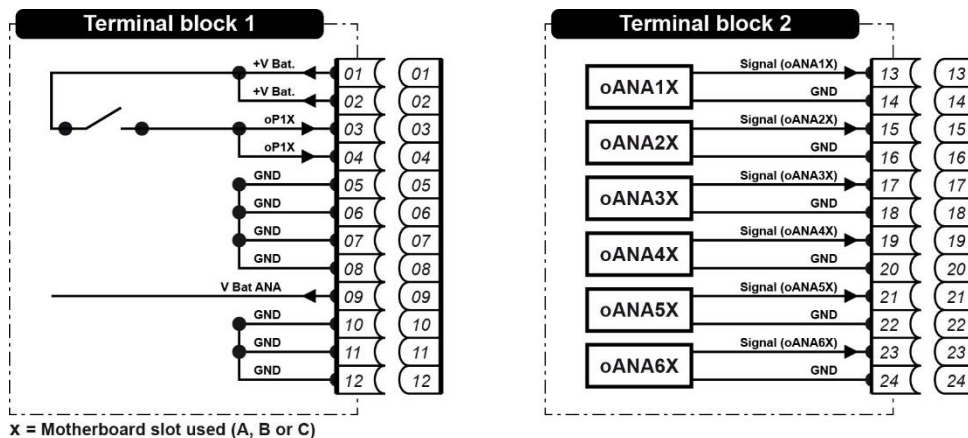 Terminal block 1
+V Bat. 01 01
+V Bat. 02 02
oP1X 03 03
oP1X 04 04
GND 05 05
GND 06 06
GND 07 07
GND 08 08
V Bat ANA 09 09
GND 10 10
GND 11 11
GND 12 12
x = Motherboard slot used (A, B or C)
Terminal block 2
oANA1X Signal (oANA1X) 13 13
GND 14 14
oANA2X Signal (oANA2X) 15 15
GND 16 16
oANA3X Signal (oANA3X) 17 17
GND 18 18
oANA4X Signal (oANA4X) 19 19
GND 20 20
oANA5X Signal (oANA5X) 21 21
GND 22 22
oANA6X Signal (oANA6X) 23 23
GND 24 24